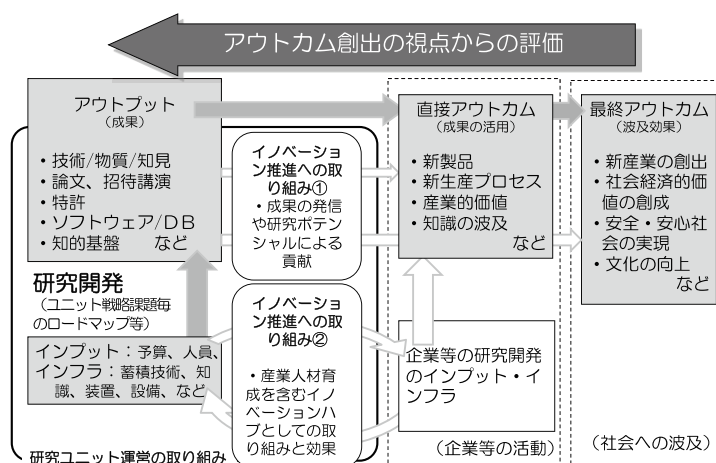 アウトカム創出の視点からの評価
アウトプット
(成果)
・技術/物質/知見
・論文、招待講演
・特許
・ソフトウェア/DB
・知的基盤　など
イノベーショ
ン推進への取
り組み①
・成果の発信
や研究ポテン
シャルによる
貢献
直接アウトカム
(成果の活用)
・新製品
・新生産プロセス
・産業的価値
・知識の波及
など
最終アウトカム
(波及効果)
・新産業の創出
・社会経済的価
値の創成
・安全・安心社
会の実現
・文化の向上
など
研究開発
(ユニット戦略課題毎
のロードマップ等)
インプット：予算、人員、
インフラ：蓄積技術、知
識、装置、設備、など
イノベーショ
ン推進への取
り組み②
・産業人材育
成を含むイノ
ベーションハ
ブとしての取
り組みと効果
企業等の研究開発
のインプット・イ
ンフラ
研究ユニット運営の取り組み
(企業等の活動)
(社会への波及)